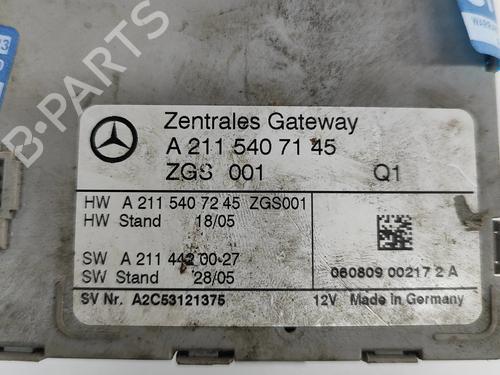 Zentrales Gateway
A 211 540 71 45
ZGS 001 Q1
HW A 211 540 72 45 ZGS001
HW Stand 18/05
SW A 211 442 00 27
SW Stand 28/05
060809 00217 2 A
SV Nr. A2C53121375 12V Made in Germany